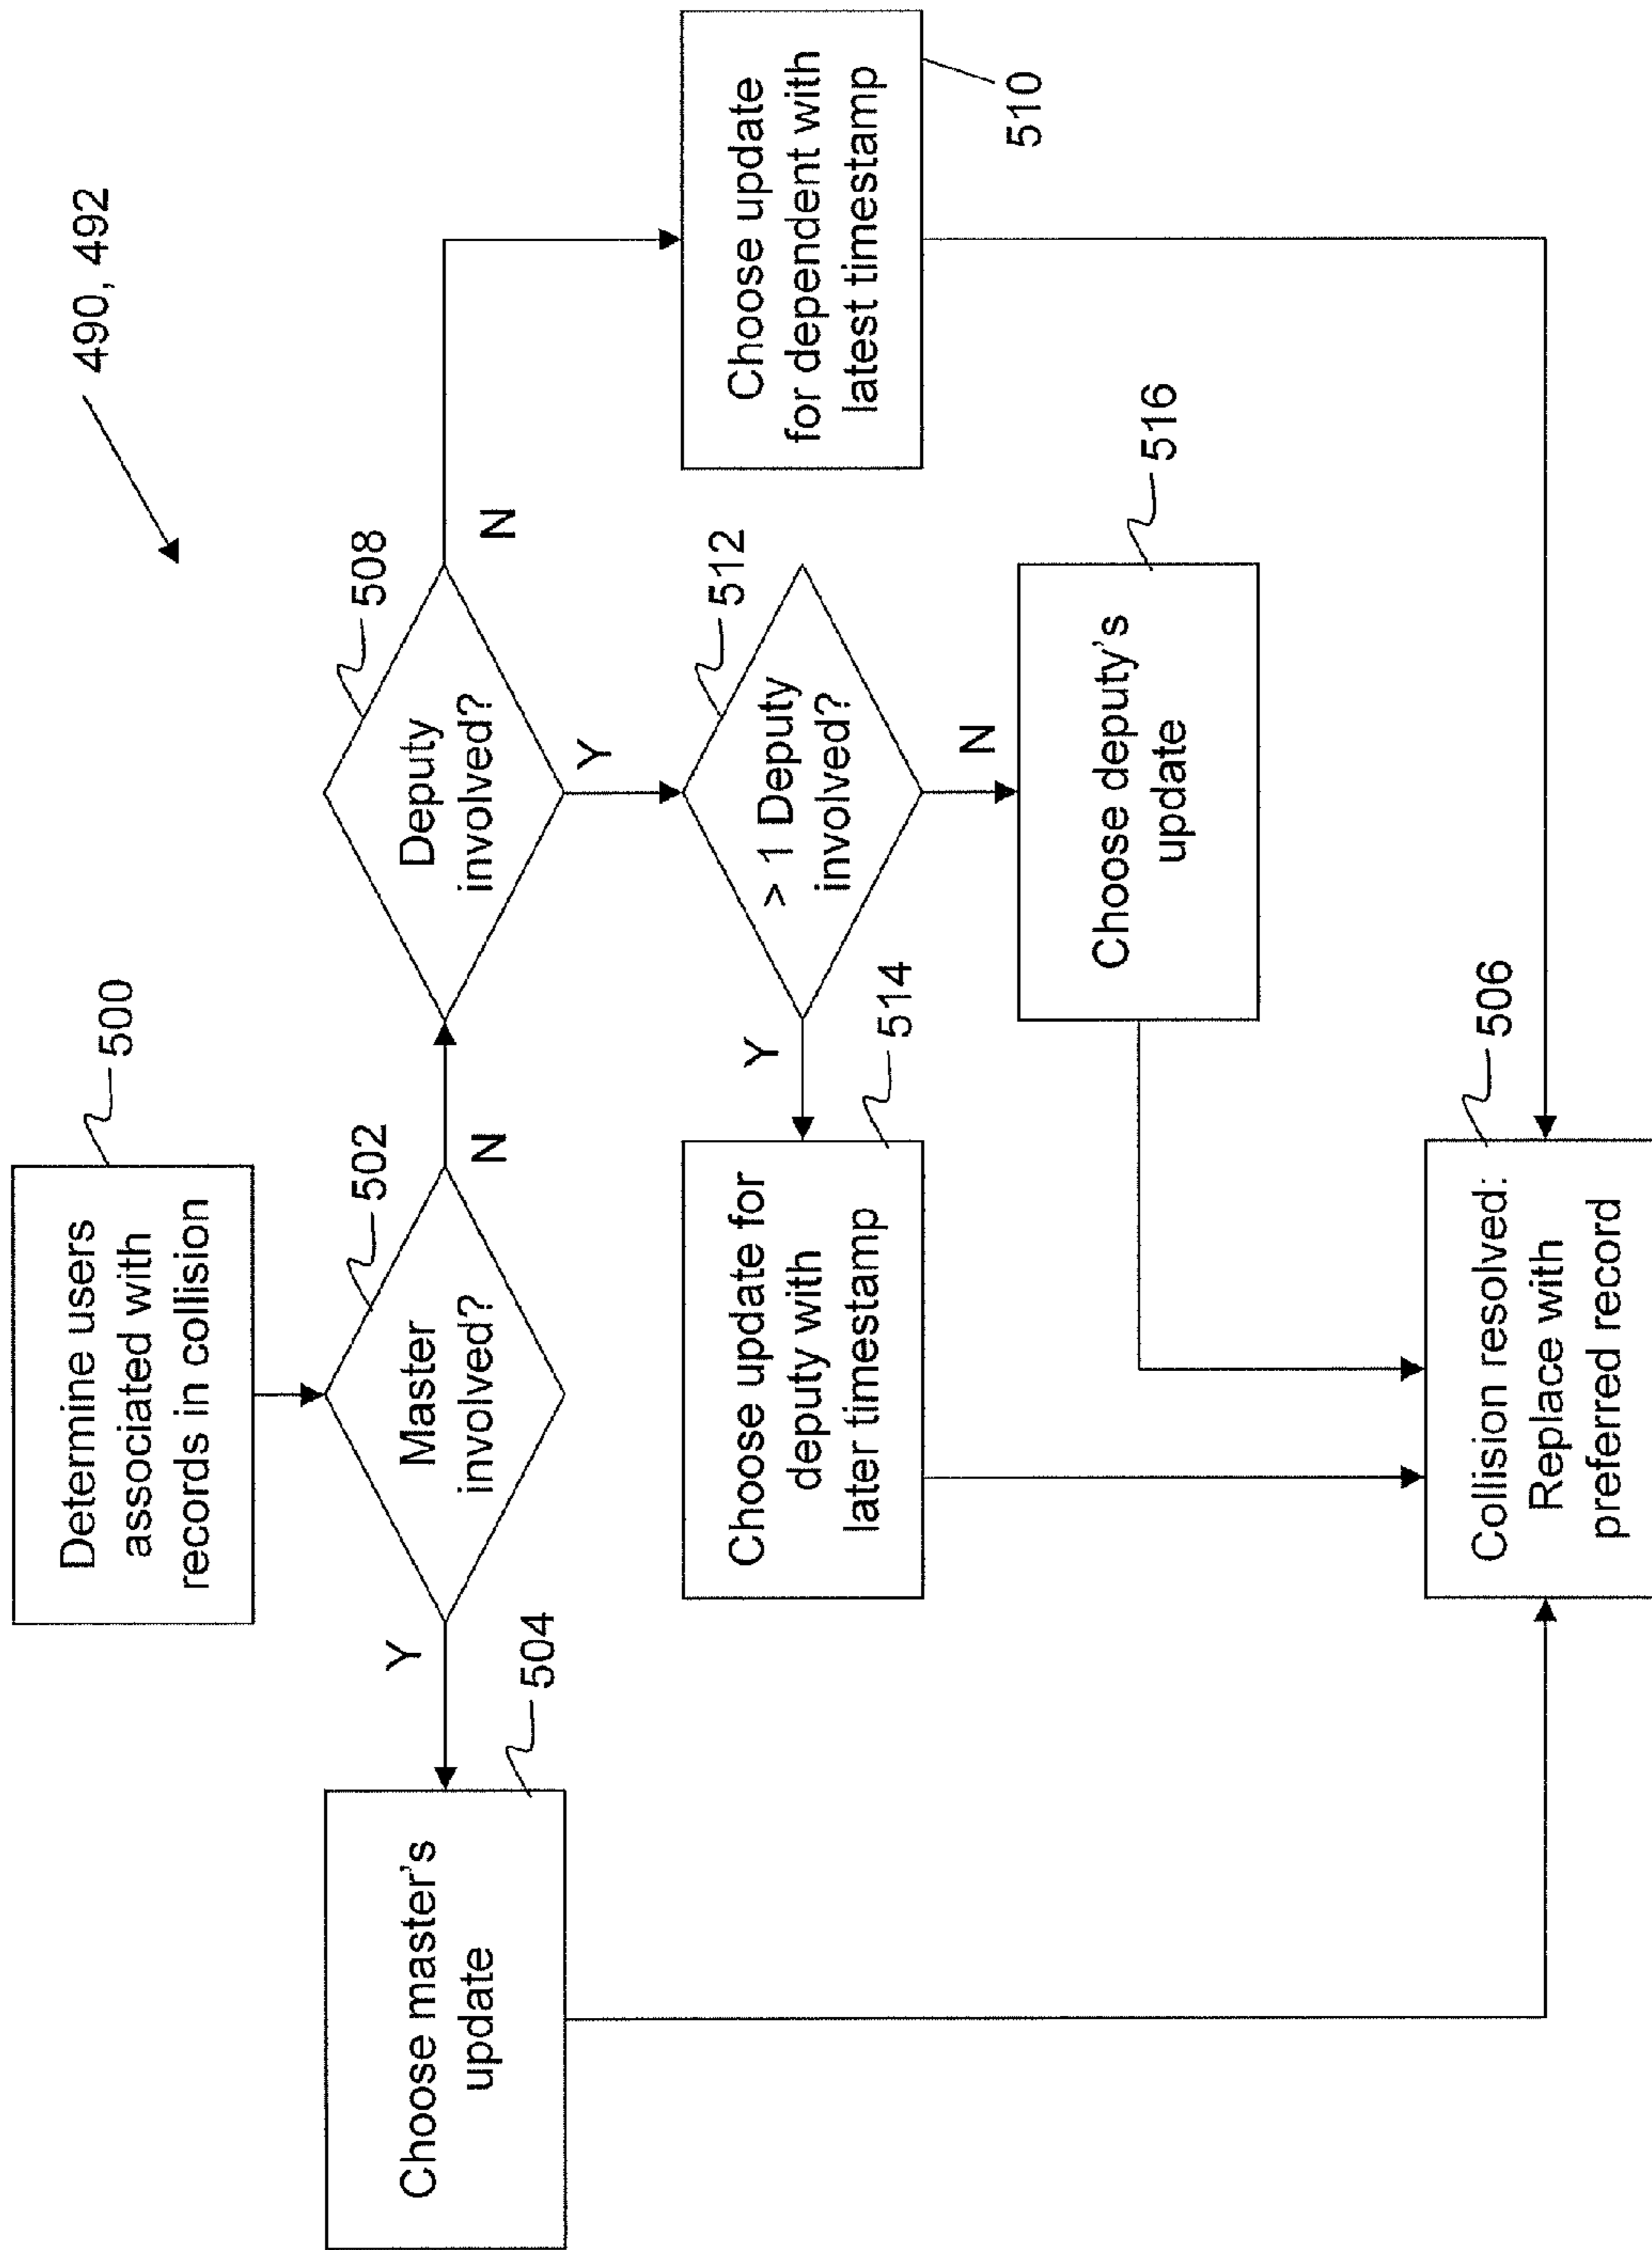 490, 492
500
Determine users
associated with
records in collision
502
Master
involved?
Y
N
504
Choose master's
update
508
Deputy
involved?
N
Y
510
Choose update
for dependent with
latest timestamp
512
> 1 Deputy
involved?
Y
N
514
Choose update for
deputy with
later timestamp
516
Choose deputy's
update
506
Collision resolved:
Replace with
preferred record